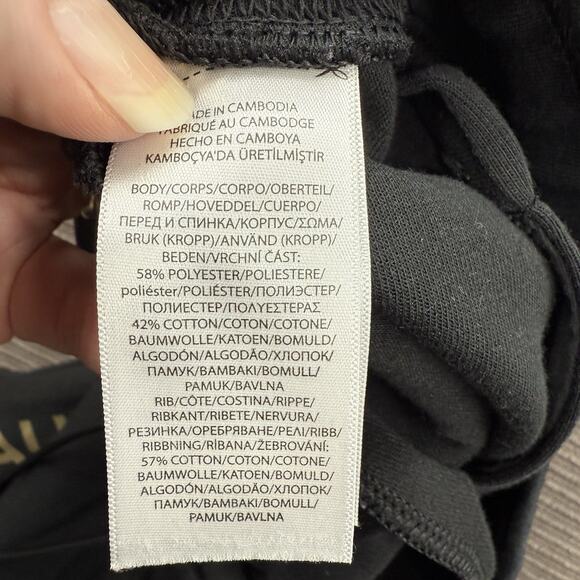 IN CAMBODIA
FABRIQUÉ AU CAMBODGE
HECHO EN CAMBOYA
KAMBOÇYA'DA ÜRETİLMİŞTİR
BODY/CORPS/CORPO/OBERTEIL/
ROMP/HOVEDDEL/CUERPO/
ПЕРЕД И СПИНКА/КОРПУС/ΣΩΜΑ/
BRUK (KROPP)/ANVÄND (KROPP)/
BEDEN/VRCHNÍ ČÁST:
58% POLYESTER/POLIESTERE/
poliéster/POLIÉSTER/ПОЛИЭСТЕР/
ПОЛИЕСТЕР/ΠΟΛΥΕΣΤΕΡΑΣ
42% COTTON/COTON/COTONE/
BAUMWOLLE/KATOEN/BOMULD/
ALGODÓN/ALGODÃO/ХЛОПОК/
ПАМУК/ΒΑΜΒΑΚΙ/BOMULL/
PAMUK/BAVLNA
RIB/CÔTE/COSTINA/RIPPE/
RIBKANT/RIBETE/NERVURA/
РЕЗИНКА/ОРЕБРЯВАНЕ/ΡΕΛΙ/RIBB/
RIBBNING/RİBANA/ŽEBROVÁNÍ:
57% COTTON/COTON/COTONE/
BAUMWOLLE/KATOEN/BOMULD/
ALGODÓN/ALGODÃO/ХЛОПОК/
ПАМУК/ΒΑΜΒΑΚΙ/BOMULL/
PAMUK/BAVLNA